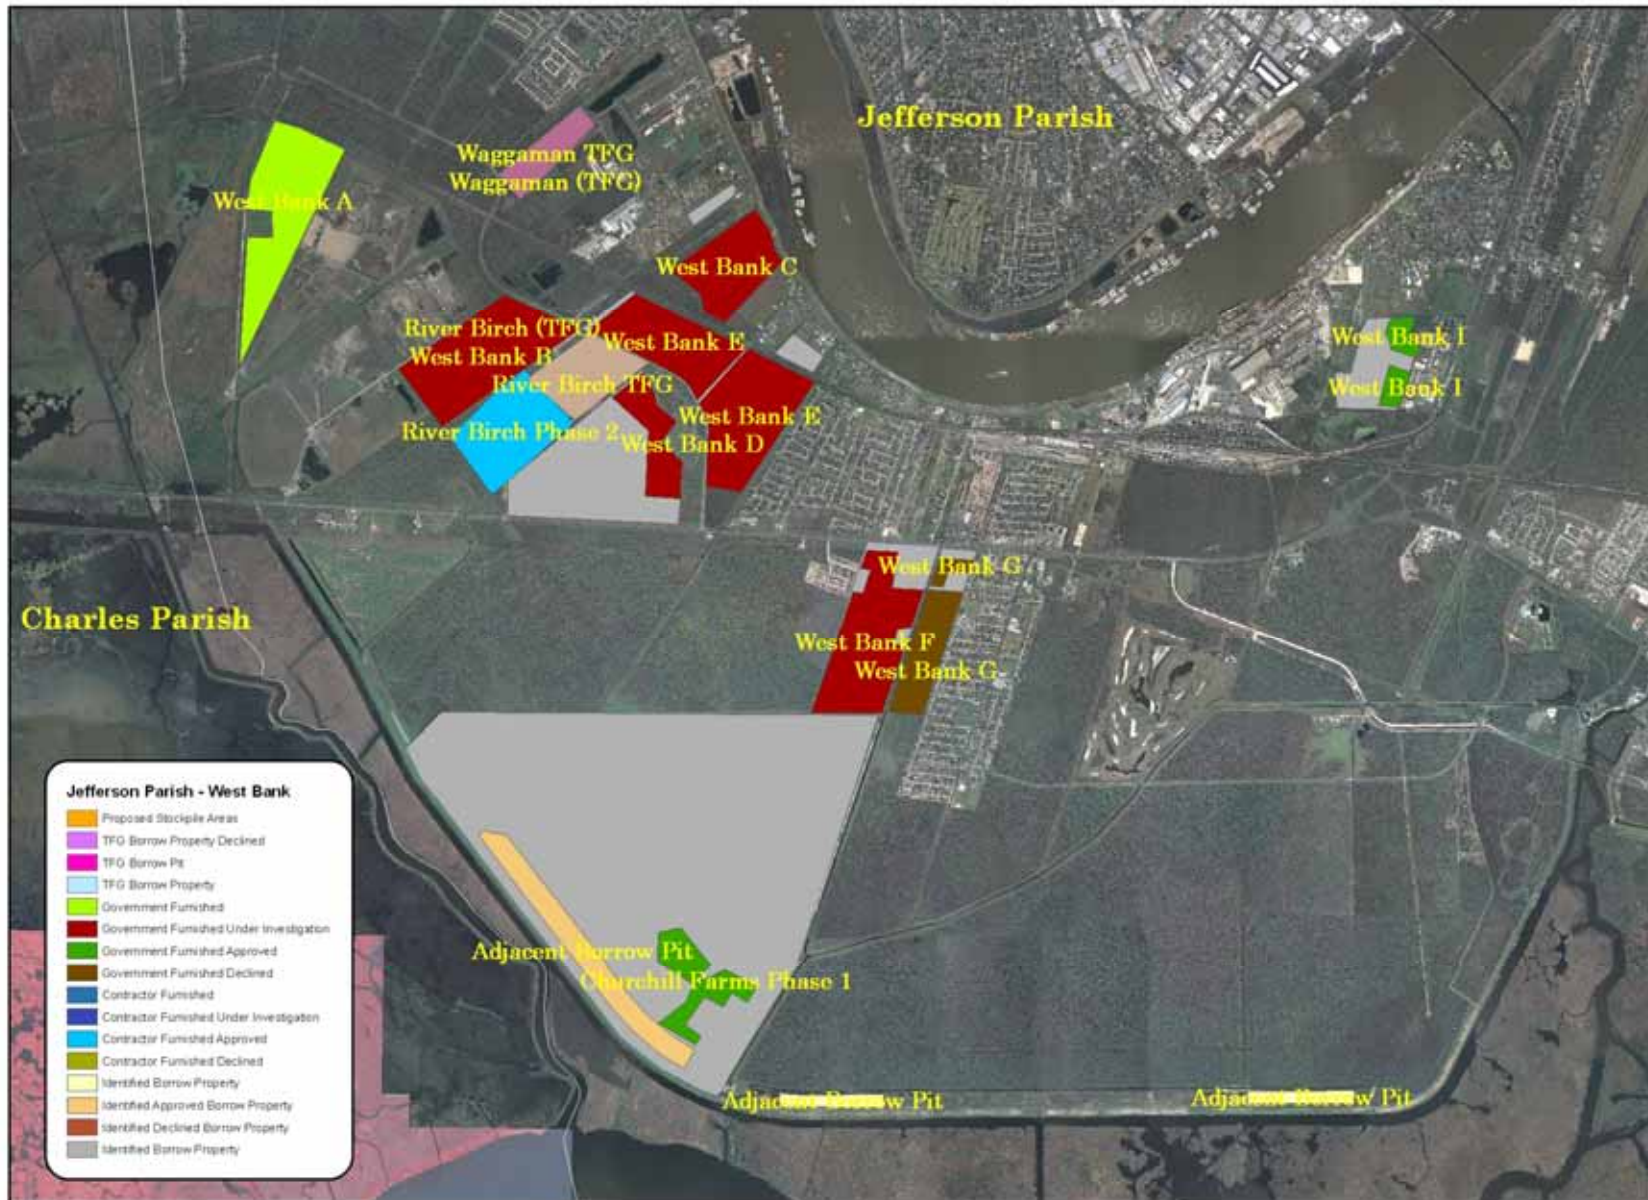 Jefferson Parish
Waggaman TFG
Waggaman (TFG)
West Bank A
West Bank C
River Birch (TFG)
West Bank B
West Bank E
River Birch TFG
West Bank E
River Birch Phase 2
West Bank D
West Bank I
West Bank I
West Bank G
Charles Parish
West Bank F
West Bank G
Adjacent Borrow Pit
Churchill Farms Phase 1
Adjacent Borrow Pit
Adjacent Borrow Pit
Jefferson Parish - West Bank
Proposed Stockpile Areas
TFG Borrow Property Declined
TFG Borrow Pit
TFG Borrow Property
Government Furnished
Government Furnished Under Investigation
Government Furnished Approved
Government Furnished Declined
Contractor Furnished
Contractor Furnished Under Investigation
Contractor Furnished Approved
Contractor Furnished Declined
Identified Borrow Property
Identified Approved Borrow Property
Identified Declined Borrow Property
Identified Borrow Property